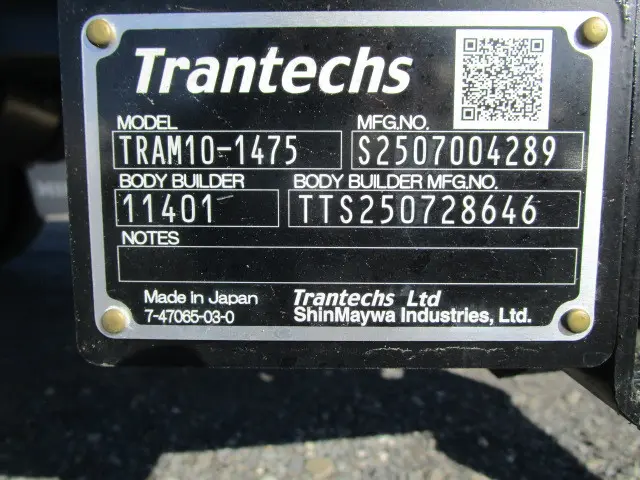 Trantechs
MODEL MFG.NO.
TRAM10-1475 S2507004289
BODY BUILDER BODY BUILDER MFG.NO.
11401 TTS250728646
NOTES
Made in Japan Trantechs Ltd
7-47065-03-0 ShinMaywa Industries, Ltd.